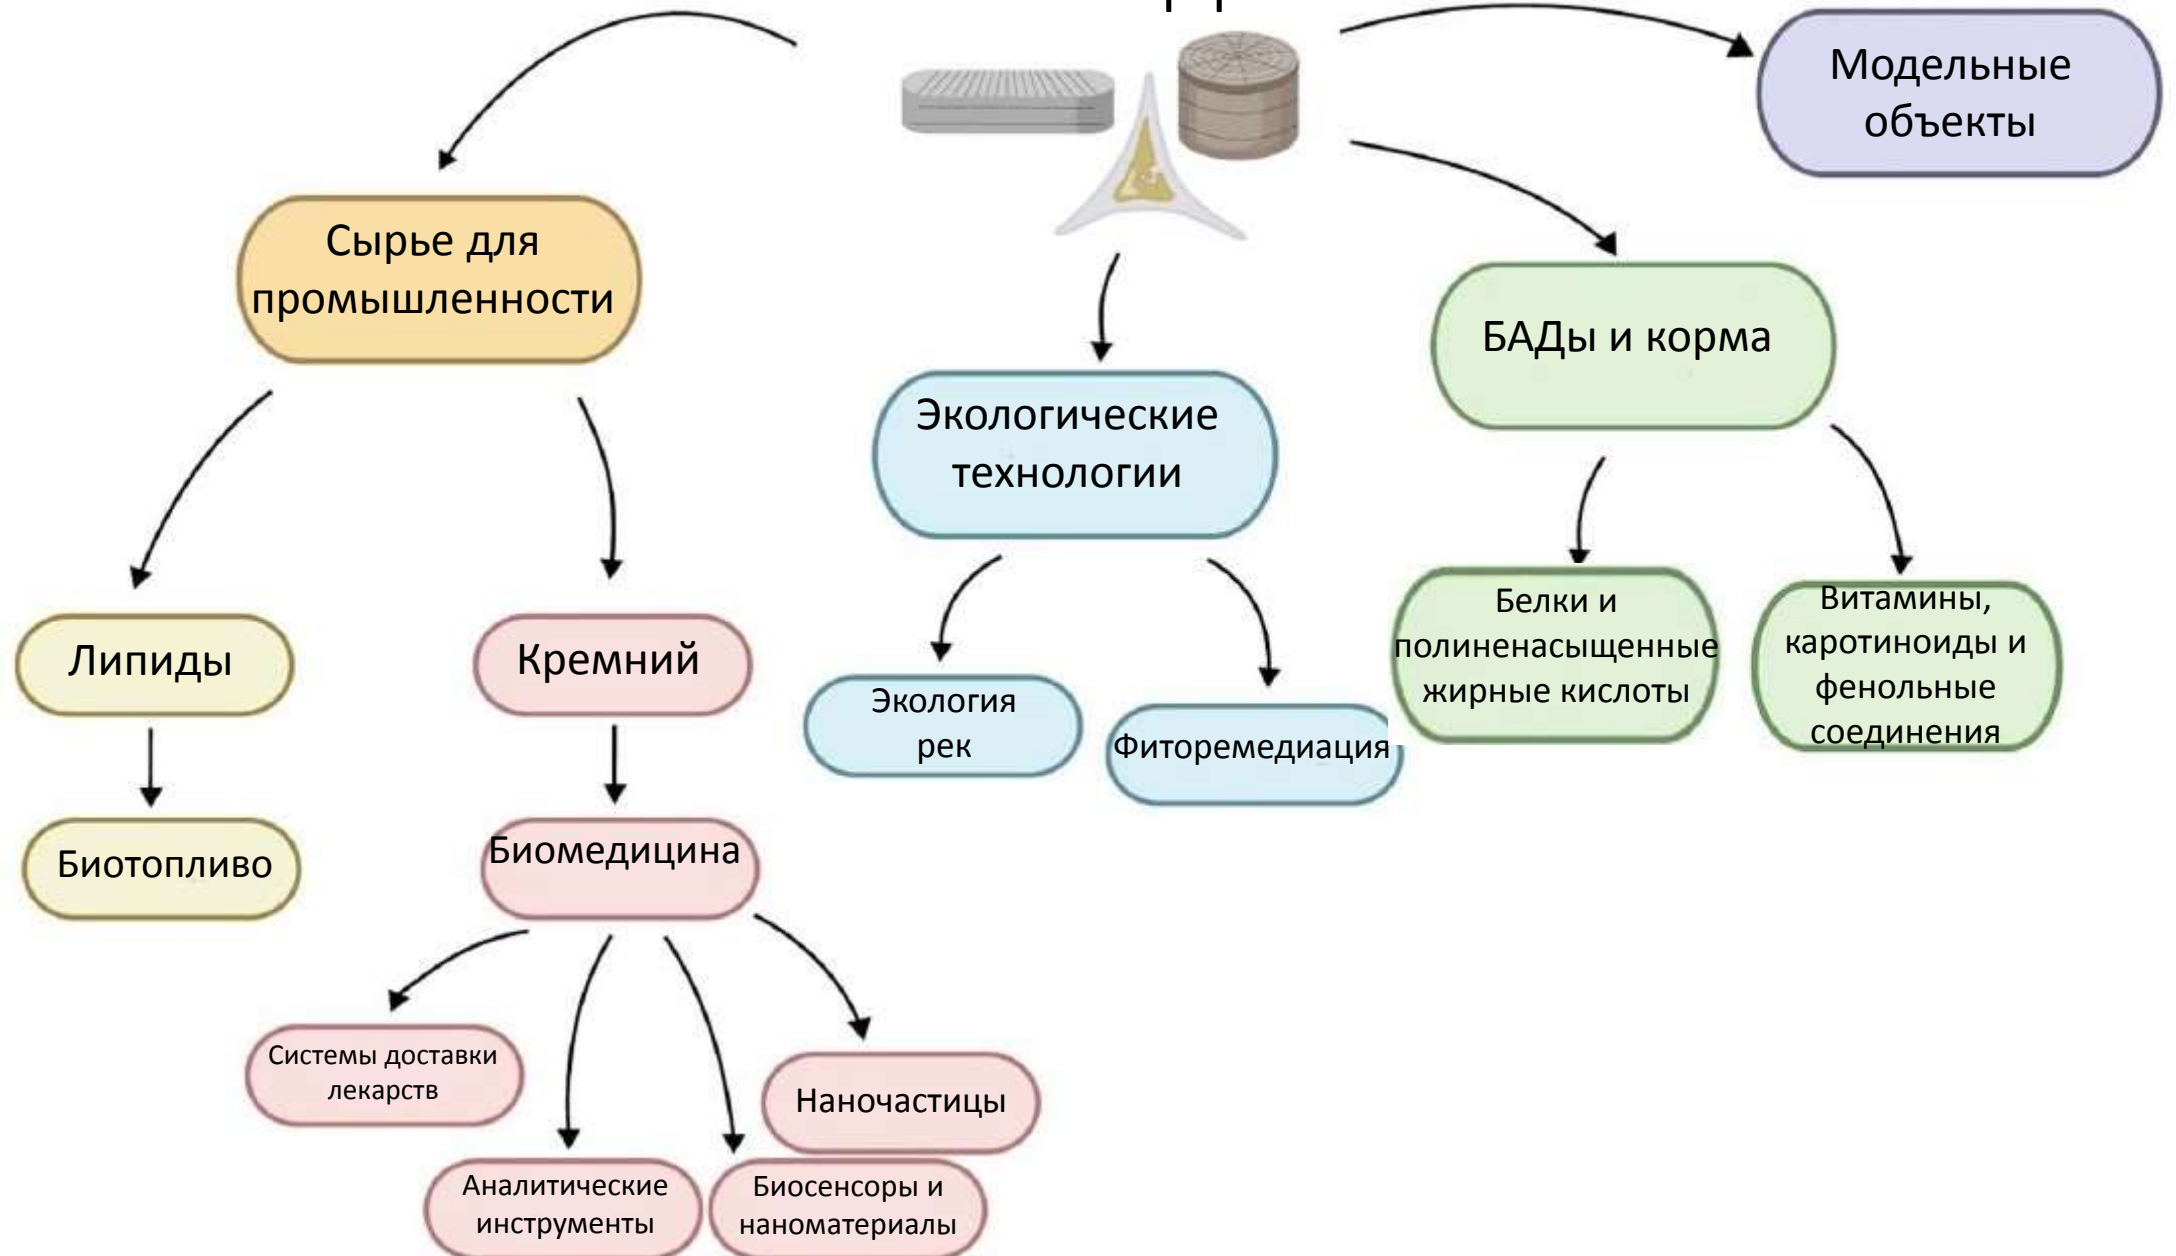 Модельные
объекты
Сырье для
промышленности
БАДы и корма
Экологические
технологии
Белки и
полиненасыщенные
жирные кислоты
Витамины,
каротиноиды и
фенольные
соединения
Липиды
Кремний
Экология
рек
Фиторемедиация
Биотопливо
Биомедицина
Системы доставки
лекарств
Наночастицы
Аналитические
инструменты
Биосенсоры и
наноматериалы